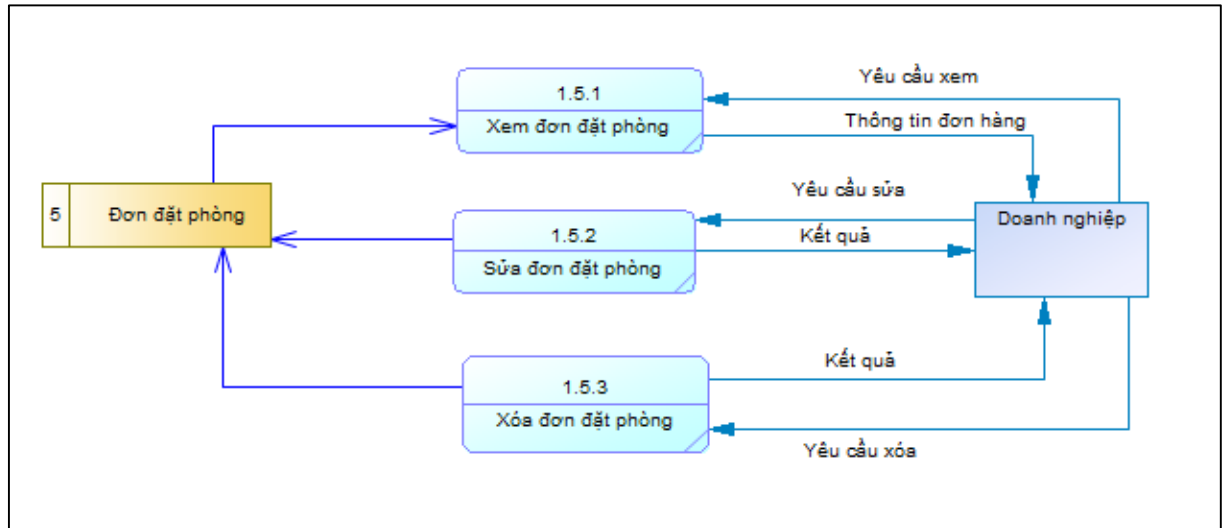 Yêu cầu xem
1.5.1
Xem đơn đặt phòng
Thông tin đơn hàng
Yêu cầu sửa
5
Đơn đặt phòng
Doanh nghiệp
1.5.2
Kết quả
Sửa đơn đặt phòng
Kết quả
1.5.3
Xóa đơn đặt phòng
Yêu cầu xóa